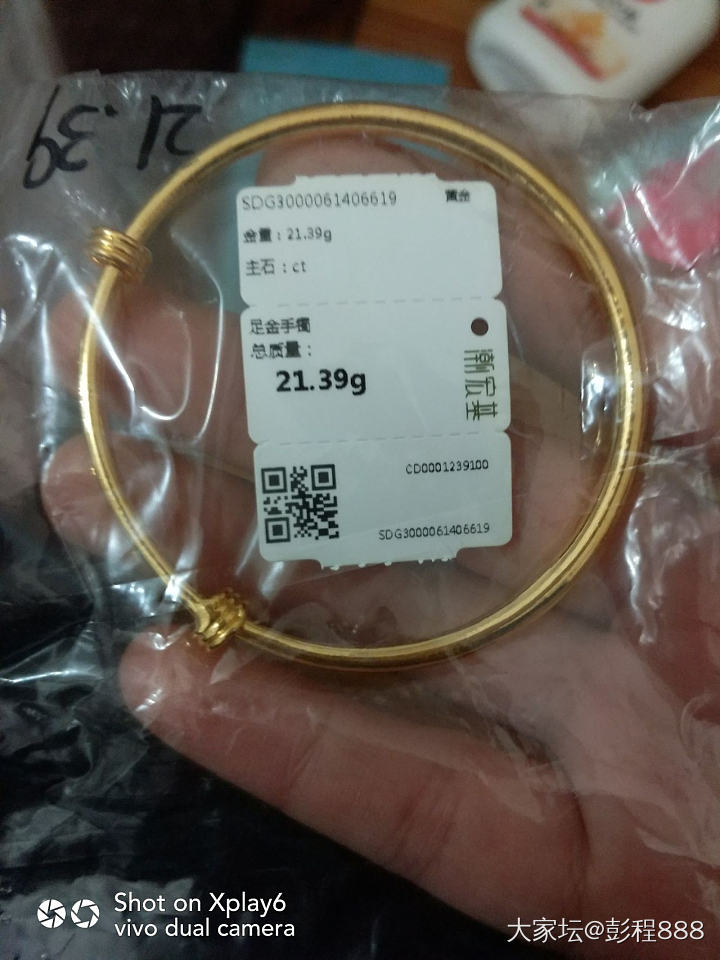 21.39
SDG3000061406619 黄金
金重：21.39g
主石：ct
足金手镯
总质量：
21.39g
潮宏基
CD0001239100
SDG3000061406619
Shot on Xplay6
vivo dual camera
大家坛@彭程888